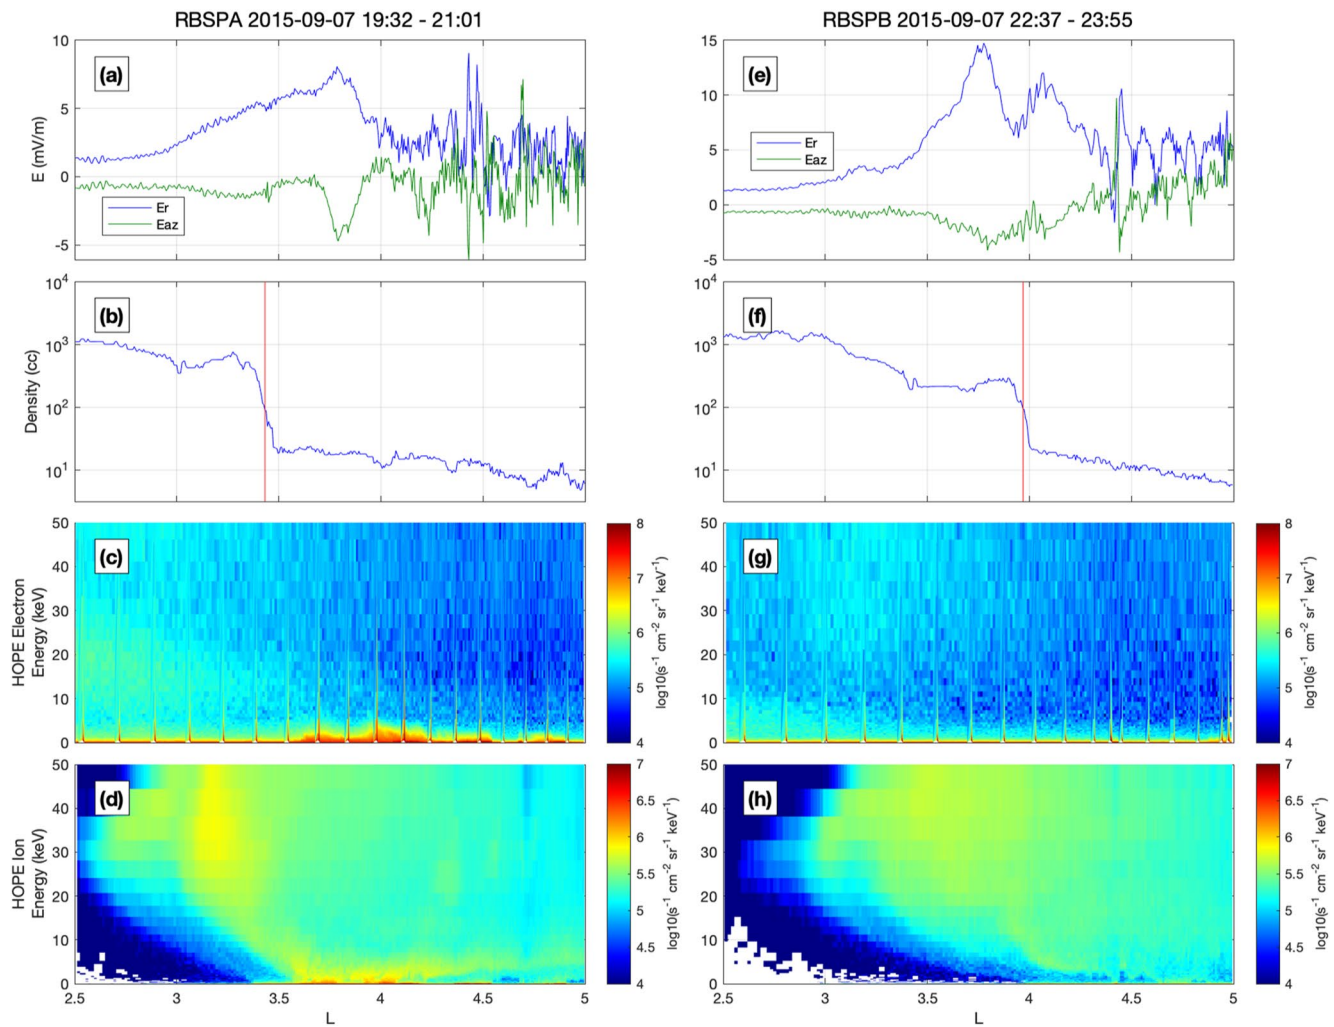 RBSPA 2015-09-07 19:32 - 21:01
RBSPB 2015-09-07 22:37 - 23:55
(a)
10
5
0
-5
E (mV/m)
Er
Eaz
(e)
15
10
5
0
-5
Er
Eaz
(b)
10^4
10^3
10^2
10^1
Density (cc)
(f)
10^4
10^3
10^2
10^1
(c)
50
40
30
20
10
0
HOPE Electron
Energy (keV)
8
7
6
5
4
log10(s^-1 cm^-2 sr^-1 keV^-1)
(g)
50
40
30
20
10
0
8
7
6
5
4
log10(s^-1 cm^-2 sr^-1 keV^-1)
(d)
50
40
30
20
10
0
HOPE Ion
Energy (keV)
2.5 3 3.5 4 4.5 5
L
7
6.5
6
5.5
5
4.5
4
log10(s^-1 cm^-2 sr^-1 keV^-1)
(h)
50
40
30
20
10
0
2.5 3 3.5 4 4.5 5
L
7
6.5
6
5.5
5
4.5
4
log10(s^-1 cm^-2 sr^-1 keV^-1)